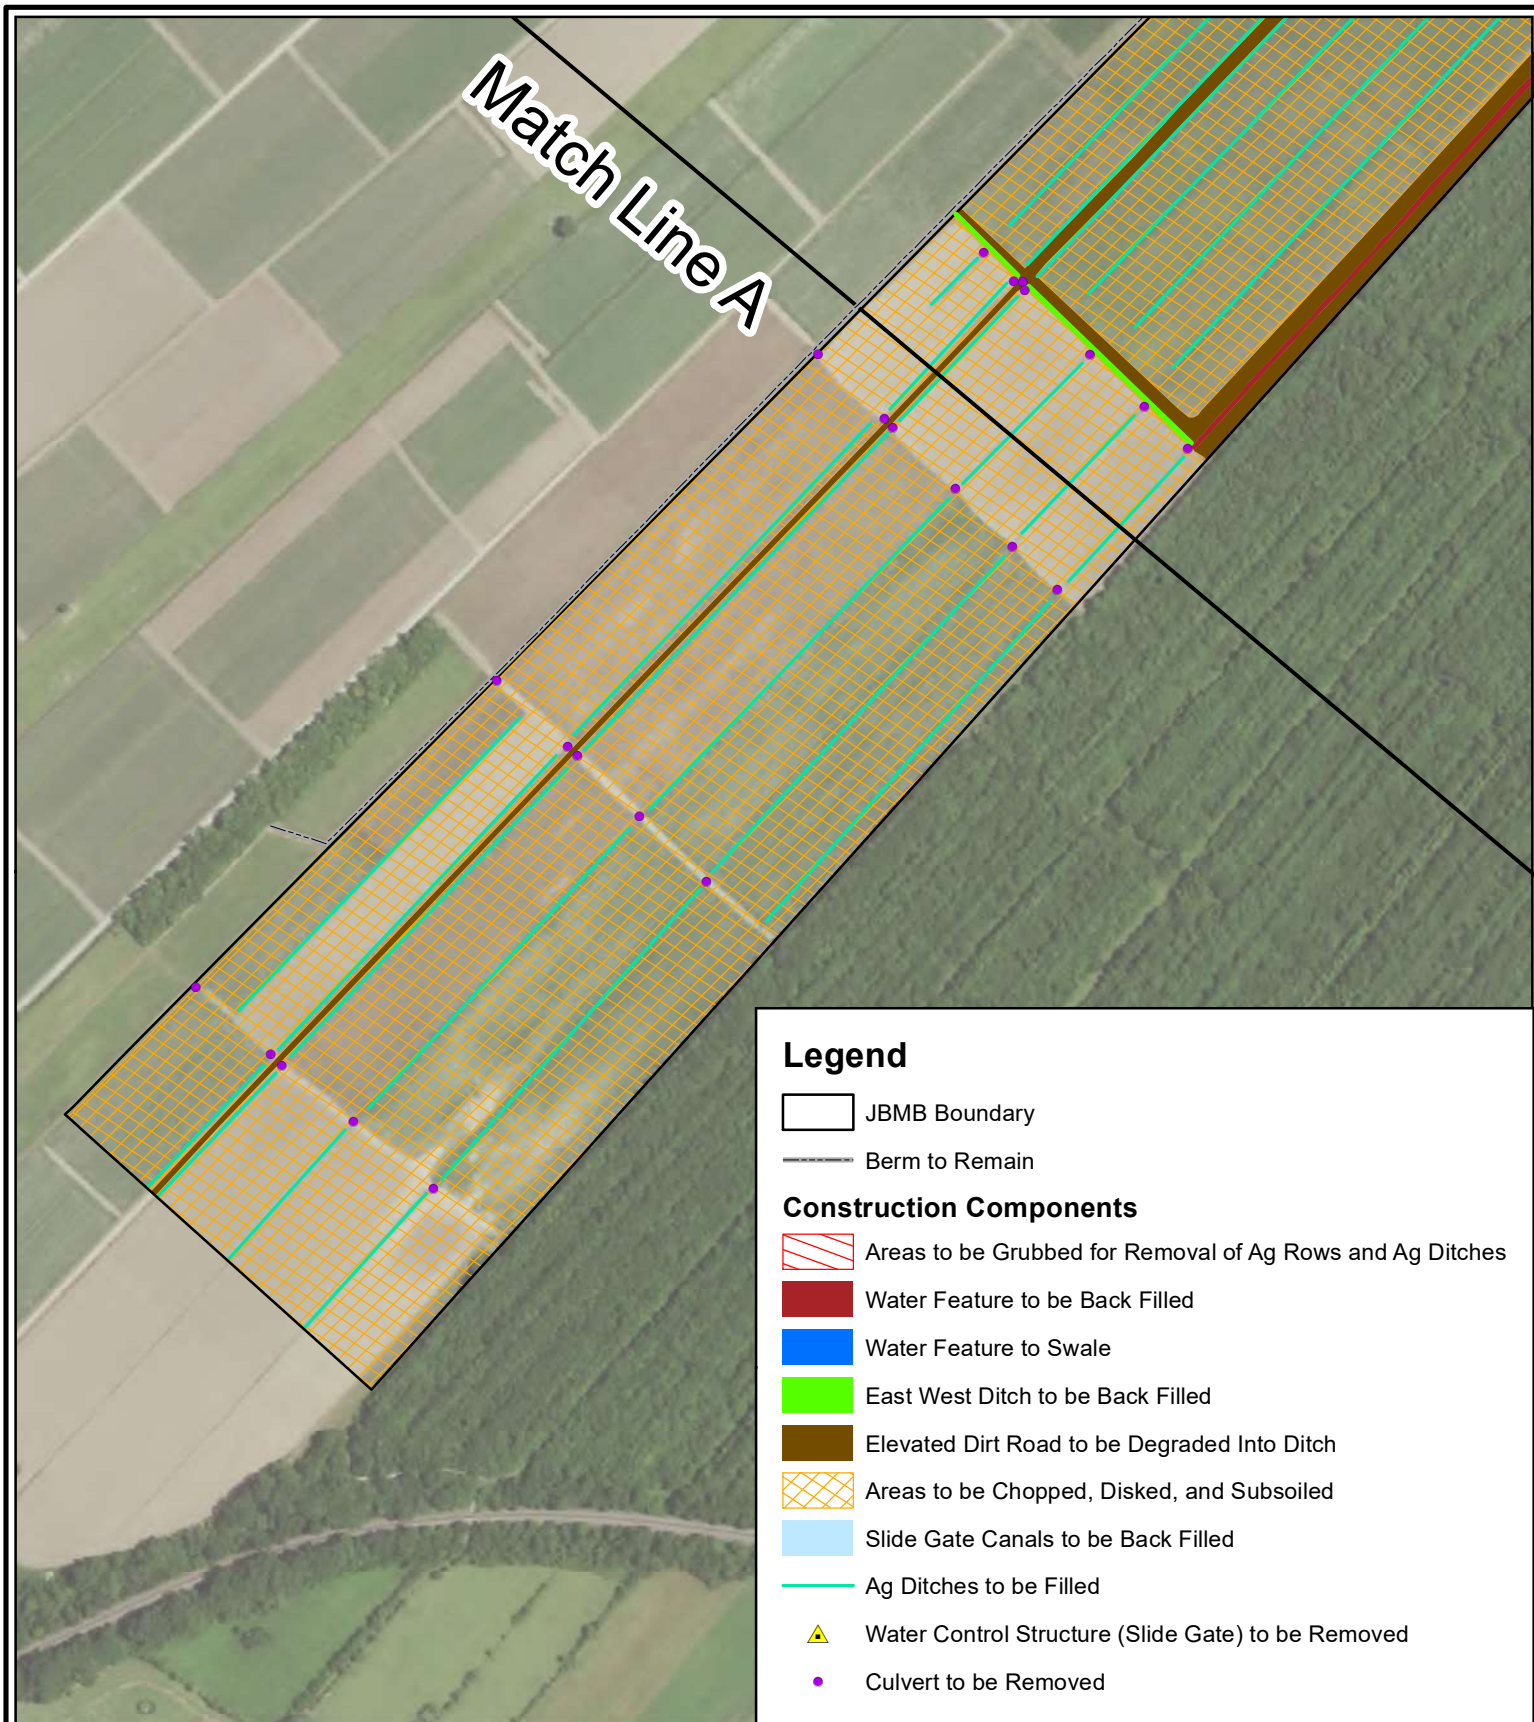 Match Line A
Legend
JBMB Boundary
Berm to Remain
Construction Components
Areas to be Grubbed for Removal of Ag Rows and Ag Ditches
Water Feature to be Back Filled
Water Feature to Swale
East West Ditch to be Back Filled
Elevated Dirt Road to be Degraded Into Ditch
Areas to be Chopped, Disked, and Subsoiled
Slide Gate Canals to be Back Filled
Ag Ditches to be Filled
Water Control Structure (Slide Gate) to be Removed
Culvert to be Removed